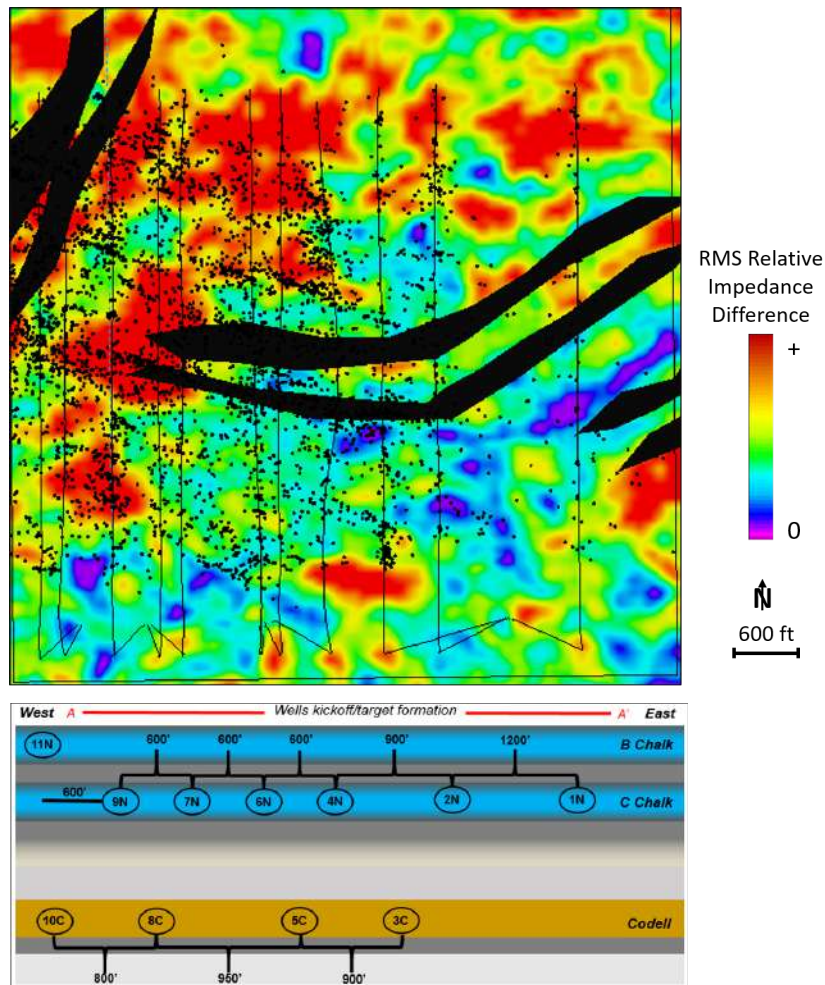 RMS Relative
Impedance
Difference
+
0
N
600 ft
West A Wells kickoff/target formation A' East
11N 600' 600' 600' 900' 1200' B Chalk
600' 9N 7N 6N 4N 2N 1N C Chalk
10C 8C 5C 3C Codell
800' 950' 900'